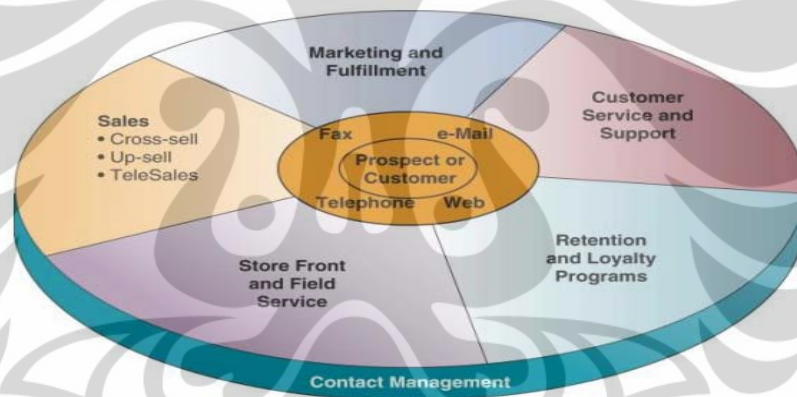 Marketing and
Fulfillment
Customer
Service and
Support
Sales
• Cross-sell
• Up-sell
• TeleSales
Fax e-Mail
Prospect or
Customer
Telephone Web
Retention
and Loyalty
Programs
Store Front
and Field
Service
Contact Management